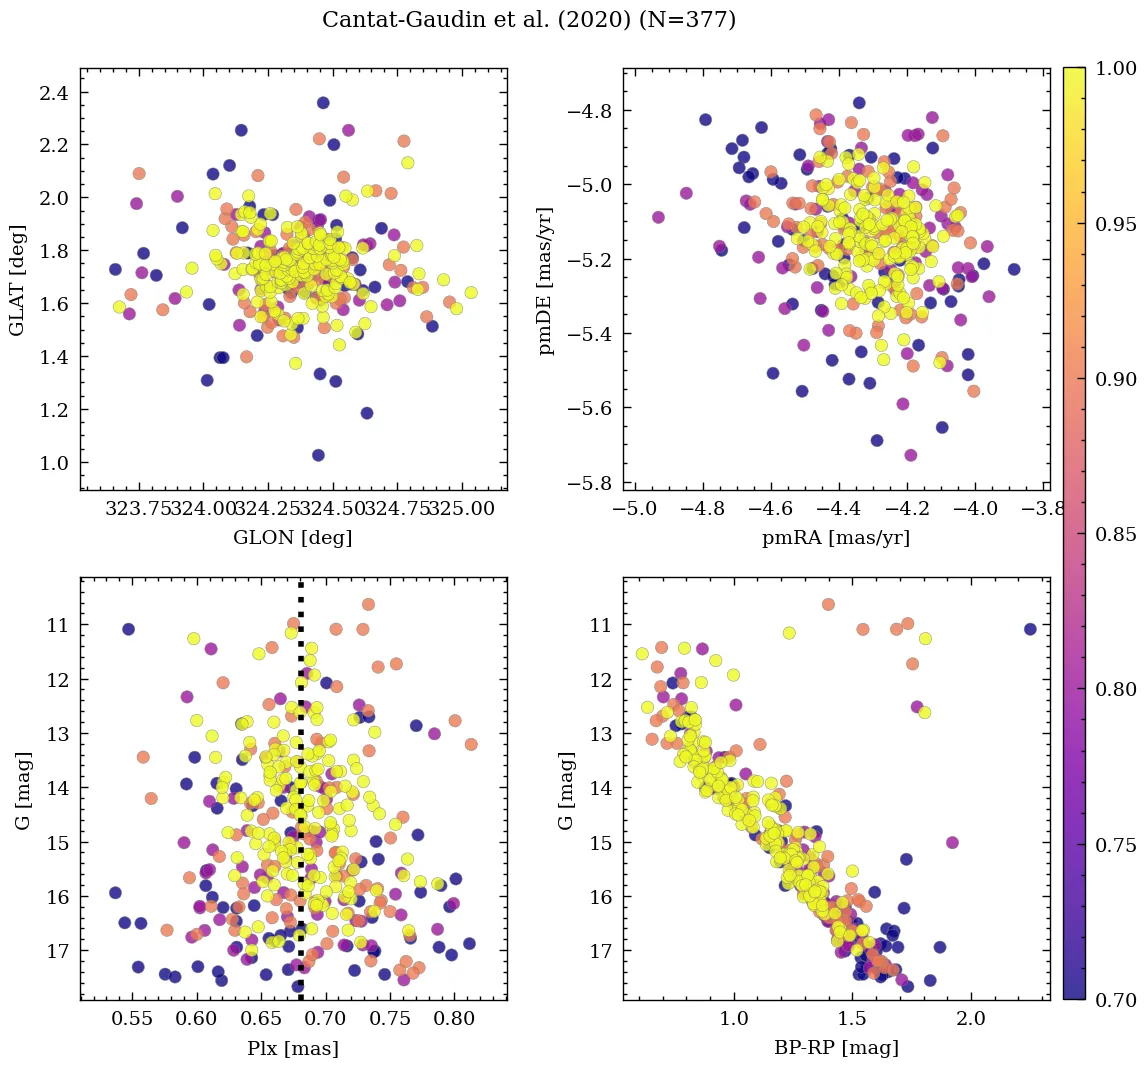 Cantat-Gaudin et al. (2020) (N=377)
2.4
2.2
2.0
1.8
1.6
1.4
1.2
1.0
GLAT [deg]
323.75 324.00 324.25 324.50 324.75 325.00
GLON [deg]
−4.8
−5.0
−5.2
−5.4
−5.6
−5.8
pmDE [mas/yr]
−5.0 −4.8 −4.6 −4.4 −4.2 −4.0 −3.8
pmRA [mas/yr]
11
12
13
14
15
16
17
G [mag]
0.55 0.60 0.65 0.70 0.75 0.80
Plx [mas]
11
12
13
14
15
16
17
G [mag]
1.0 1.5 2.0
BP-RP [mag]
1.00
0.95
0.90
0.85
0.80
0.75
0.70